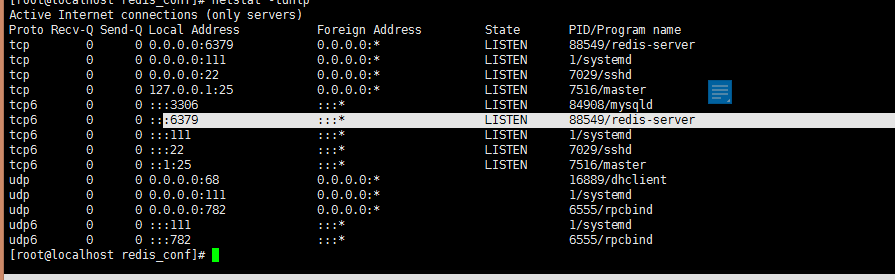 [root@localhost redis_conf]# netstat -tunlp
Active Internet connections (only servers)
Proto Recv-Q Send-Q Local Address           Foreign Address         State       PID/Program name
tcp        0      0 0.0.0.0:6379            0.0.0.0:*               LISTEN      88549/redis-server
tcp        0      0 0.0.0.0:111             0.0.0.0:*               LISTEN      1/systemd
tcp        0      0 0.0.0.0:22              0.0.0.0:*               LISTEN      7029/sshd
tcp        0      0 127.0.0.1:25            0.0.0.0:*               LISTEN      7516/master
tcp6       0      0 :::3306                 :::*                    LISTEN      84908/mysqld
tcp6       0      0 :::6379                 :::*                    LISTEN      88549/redis-server
tcp6       0      0 :::111                  :::*                    LISTEN      1/systemd
tcp6       0      0 :::22                   :::*                    LISTEN      7029/sshd
tcp6       0      0 ::1:25                  :::*                    LISTEN      7516/master
udp        0      0 0.0.0.0:68              0.0.0.0:*                           16889/dhclient
udp        0      0 0.0.0.0:111             0.0.0.0:*                           1/systemd
udp        0      0 0.0.0.0:782             0.0.0.0:*                           6555/rpcbind
udp6       0      0 :::111                  :::*                                1/systemd
udp6       0      0 :::782                  :::*                                6555/rpcbind
[root@localhost redis_conf]#